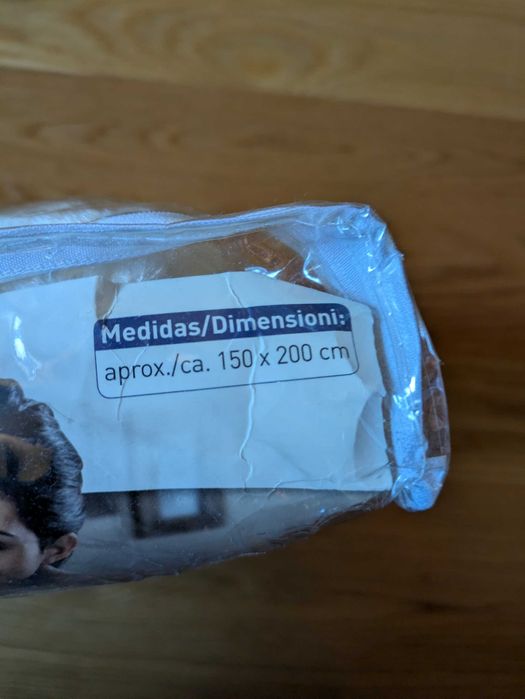 Medidas/Dimensioni:
aprox./ca. 150 x 200 cm